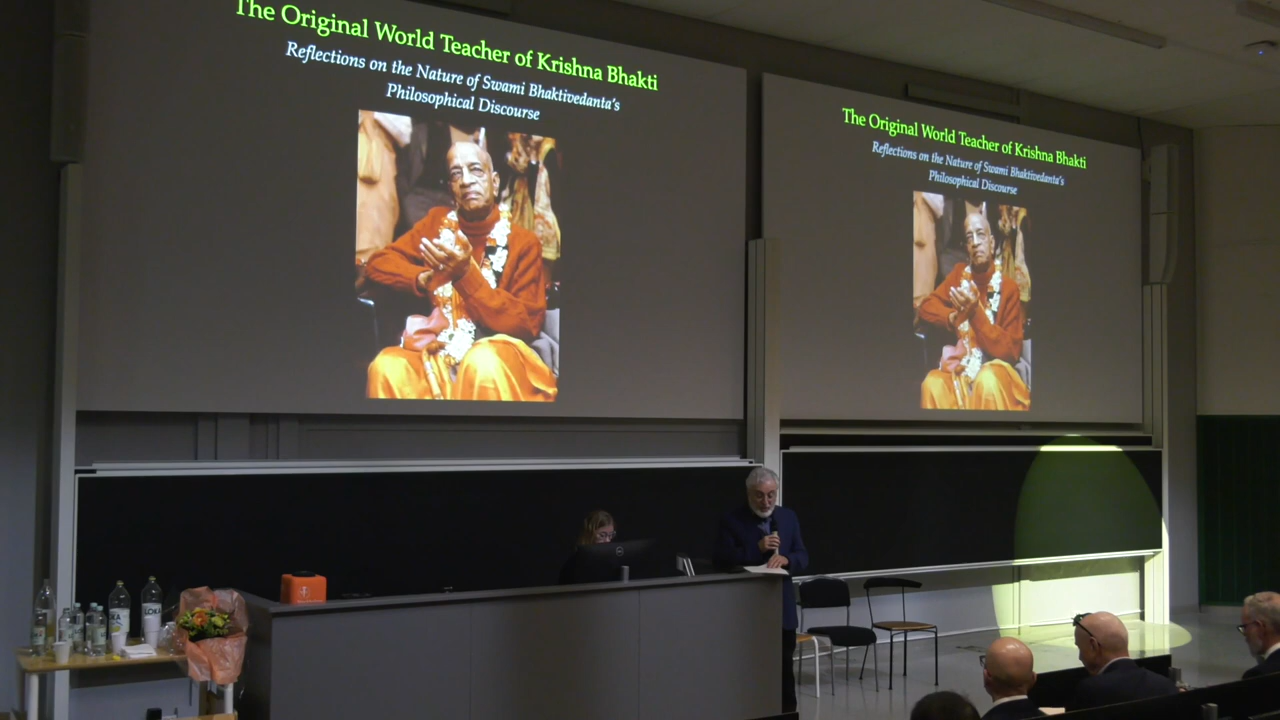 The Original World Teacher of Krishna Bhakti
Reflections on the Nature of Swami Bhaktivedanta's
Philosophical Discourse
The Original World Teacher of Krishna Bhakti
Reflections on the Nature of Swami Bhaktivedanta's
Philosophical Discourse
LOKA